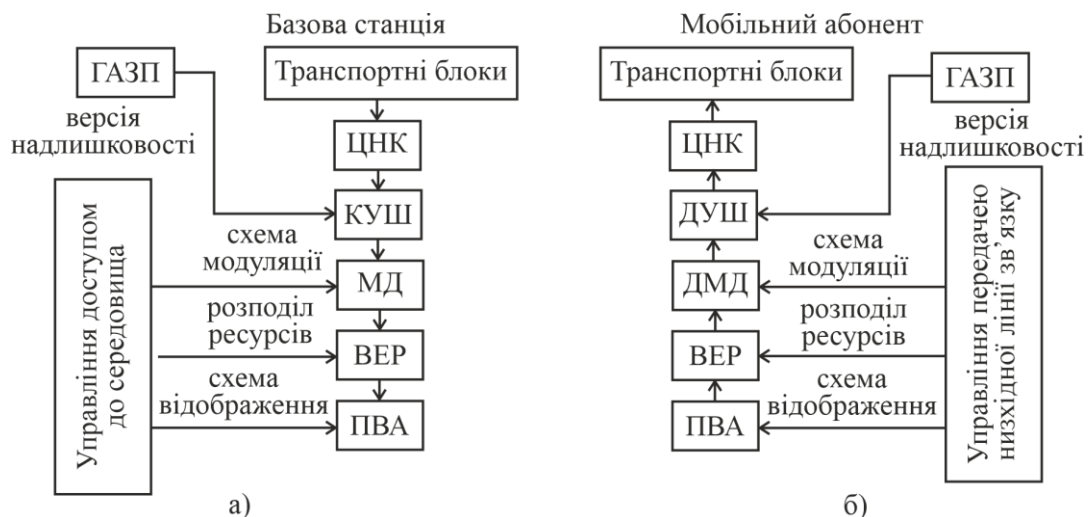 Базова станція
ГАЗП
Транспортні блоки
версія
надлишковості
ЦНК
КУШ
схема
модуляції
МД
розподіл
ресурсів
ВЕР
схема
відображення
ПВА
Управління доступом
до середовища
а)
Мобільний абонент
Транспортні блоки
ГАЗП
версія
надлишковості
ЦНК
ДУШ
схема
модуляції
ДМД
розподіл
ресурсів
ВЕР
схема
відображення
ПВА
Управління передачею
низхідної лінії зв’язку
б)